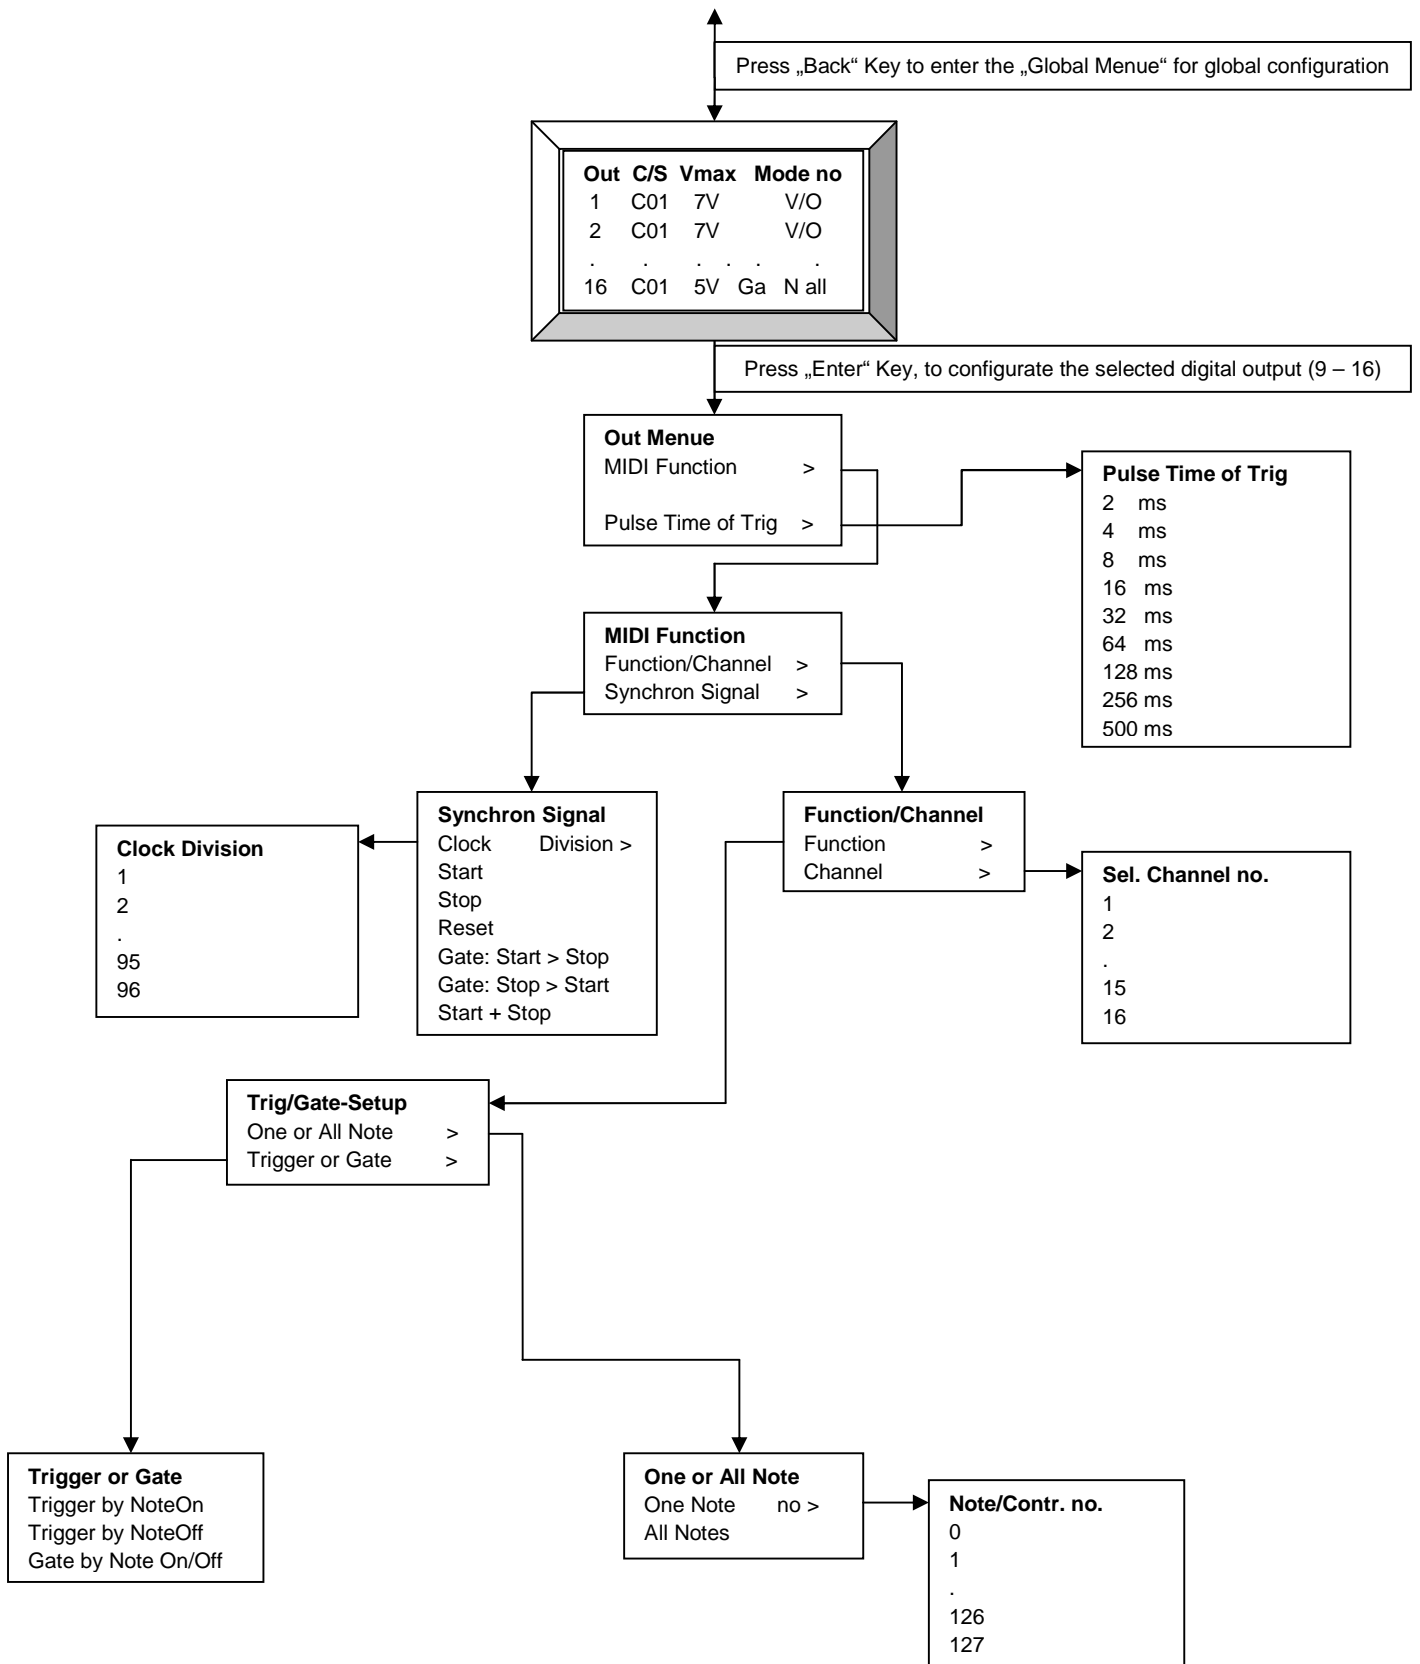 Press „Back“ Key to enter the „Global Menue“ for global configuration
Out C/S Vmax Mode no
1 C01 7V V/O
2 C01 7V V/O
. . . . . .
16 C01 5V Ga N all
Press „Enter“ Key, to configurate the selected digital output (9 – 16)
Out Menue
MIDI Function >
Pulse Time of Trig >
Pulse Time of Trig
2 ms
4 ms
8 ms
16 ms
32 ms
64 ms
128 ms
256 ms
500 ms
MIDI Function
Function/Channel >
Synchron Signal >
Synchron Signal
Clock Division >
Start
Stop
Reset
Gate: Start > Stop
Gate: Stop > Start
Start + Stop
Function/Channel
Function >
Channel >
Clock Division
1
2
.
95
96
Sel. Channel no.
1
2
.
15
16
Trig/Gate-Setup
One or All Note >
Trigger or Gate >
Trigger or Gate
Trigger by NoteOn
Trigger by NoteOff
Gate by Note On/Off
One or All Note
One Note no >
All Notes
Note/Contr. no.
0
1
.
126
127